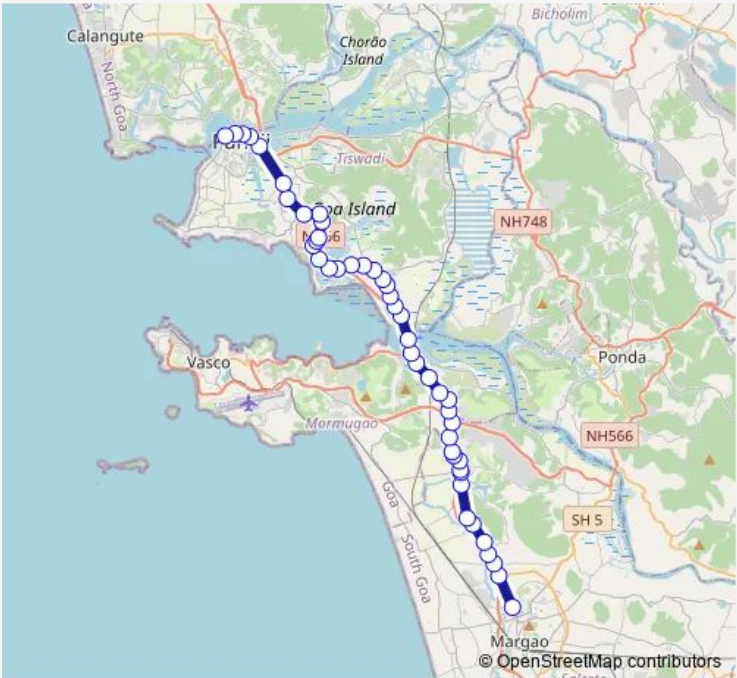 Bicholim
Calangute
Chorão
Island
North Goa
Tiswadi
Goa Island
NH748
Vasco
Ponda
Mormugao
NH566
Goa
South Goa
SH 5
Margao
© OpenStreetMap contributors